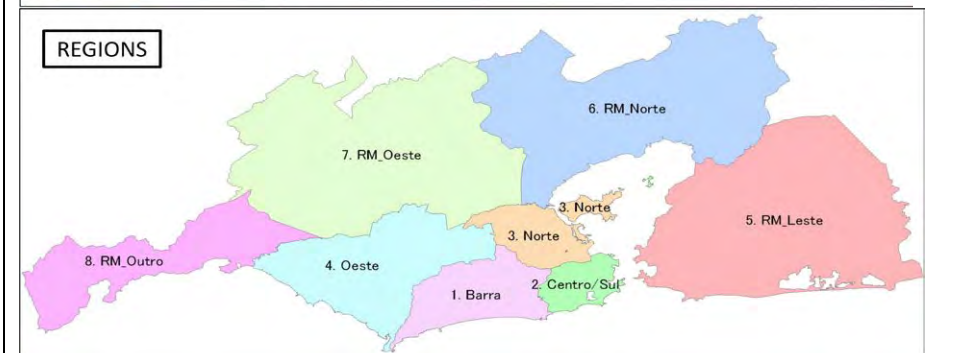 REGIONS
6. RM_Norte
7. RM_Oeste
3. Norte
5. RM_Leste
3. Norte
8. RM_Outro
4. Oeste
2. Centro/Sul
1. Barra